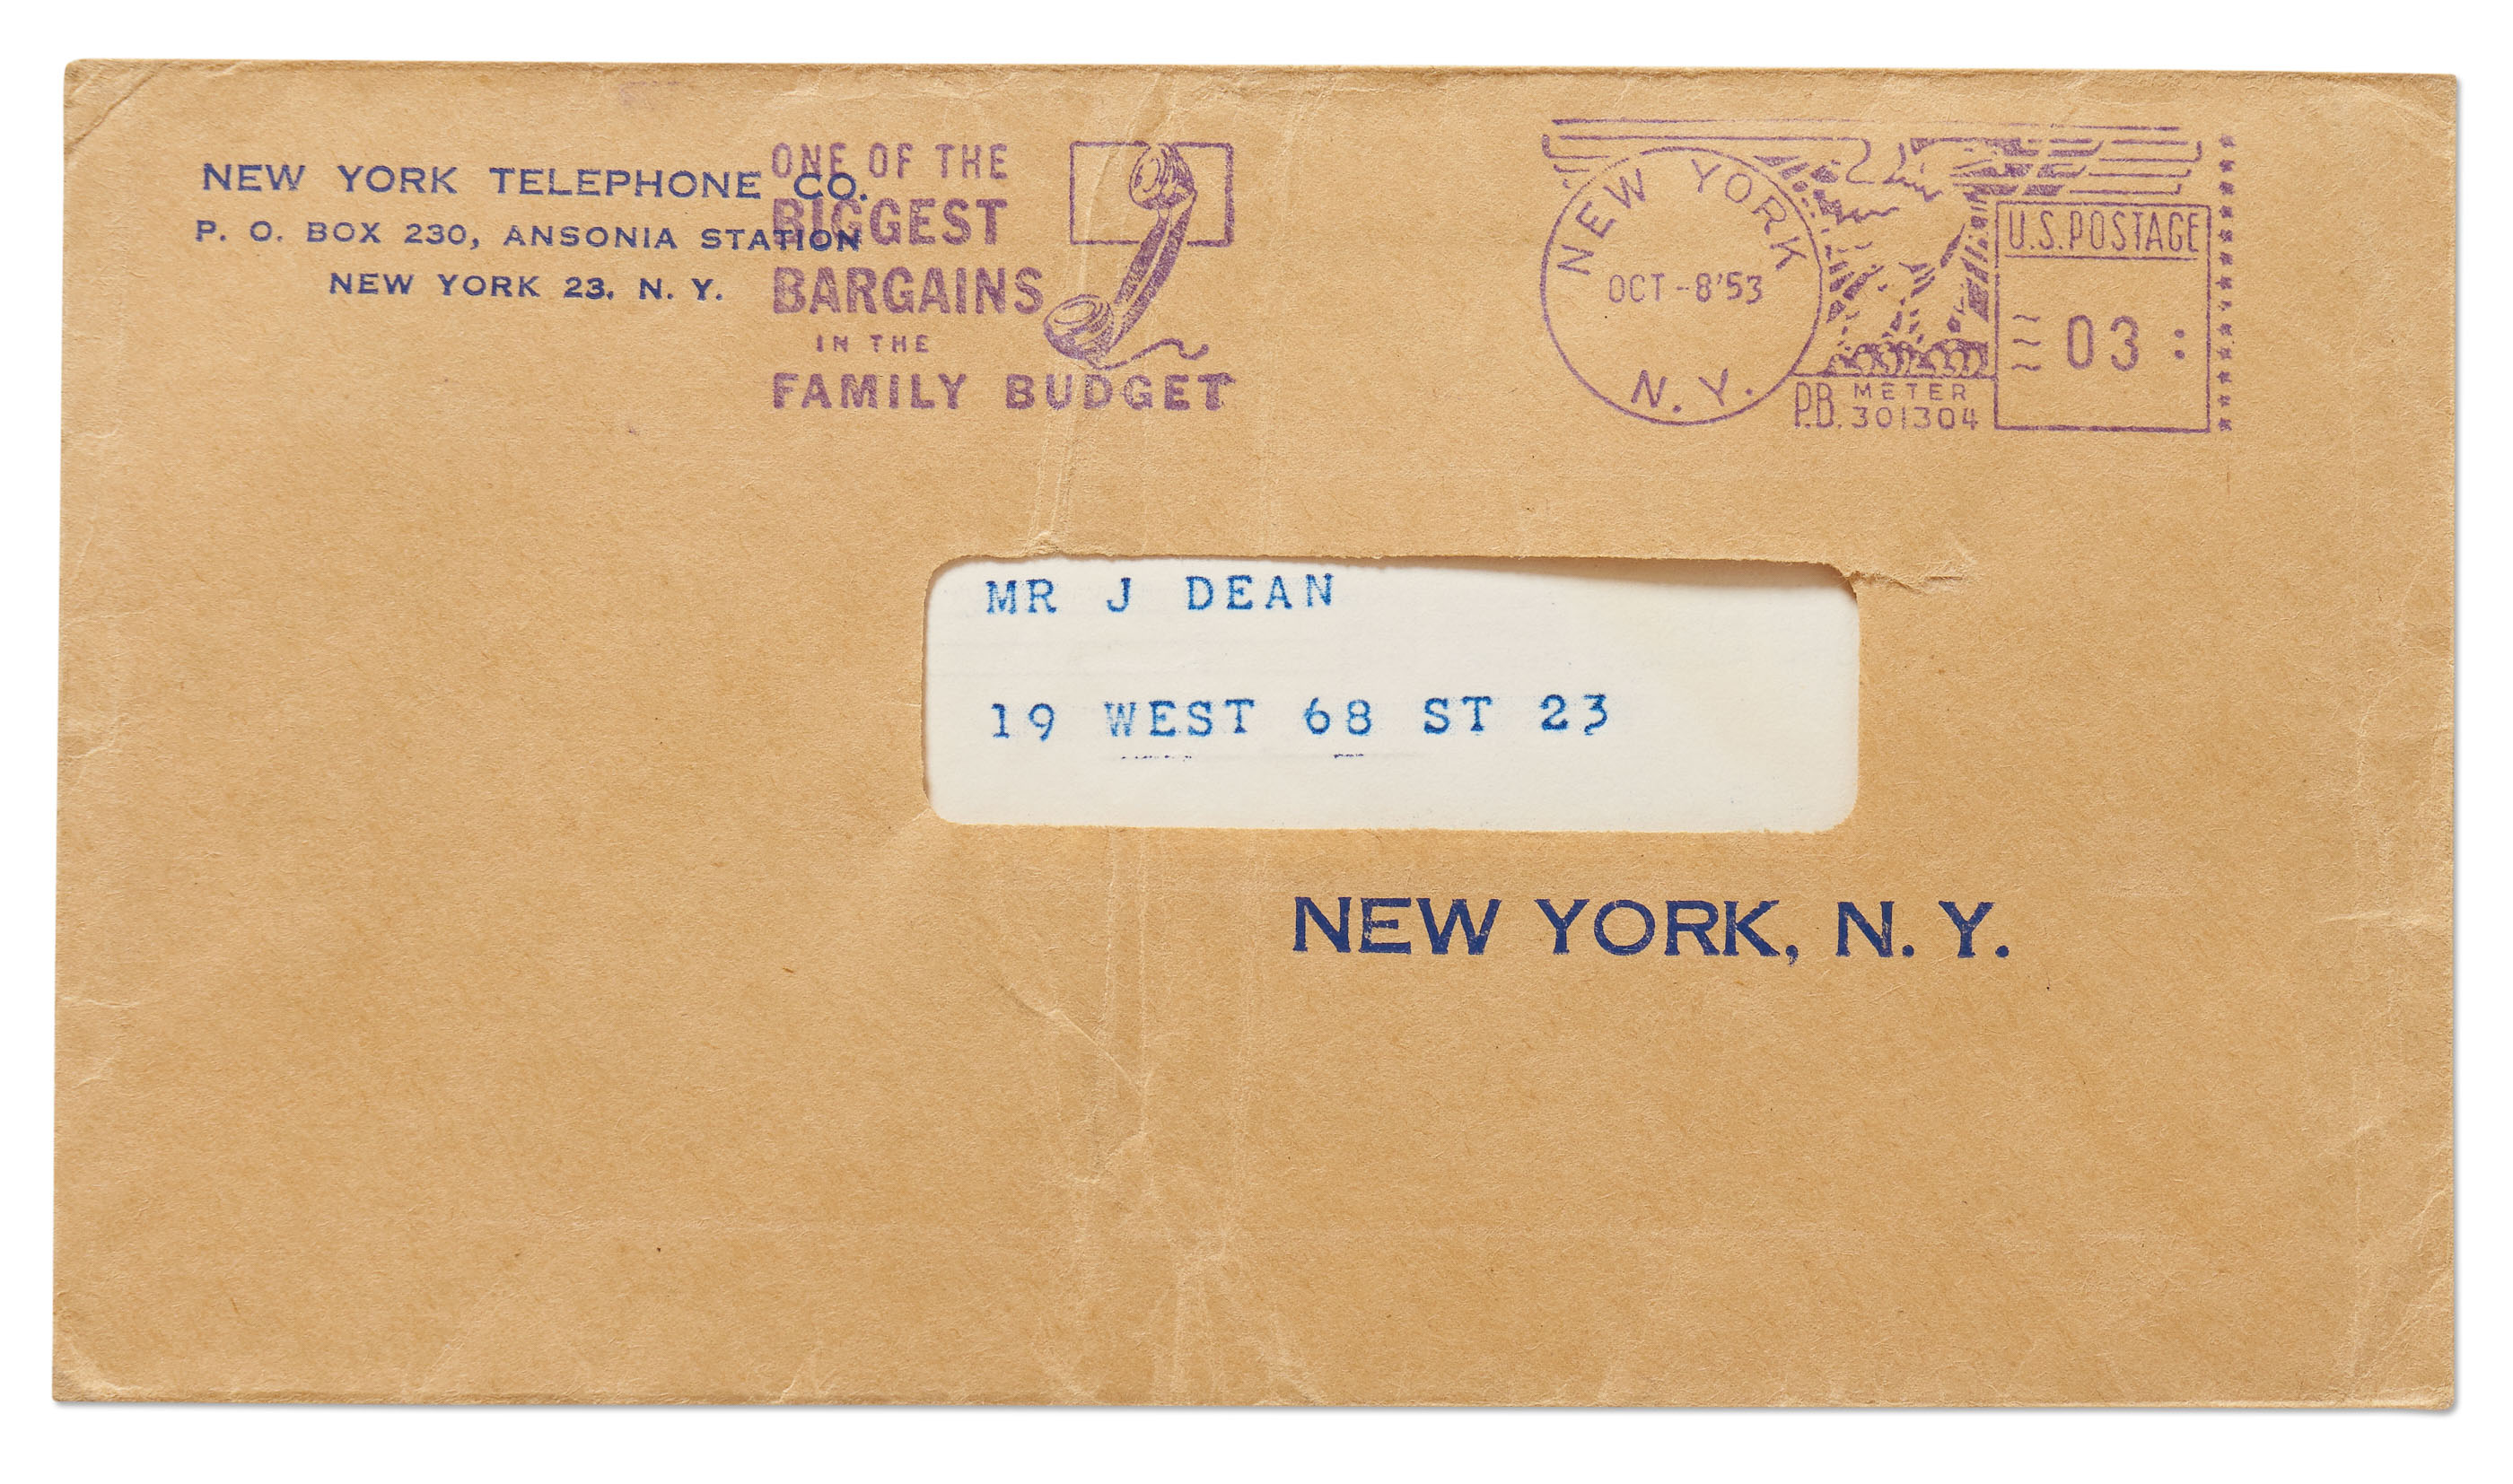 NEW YORK TELEPHONE CO.
P. O. BOX 230, ANSONIA STATION
NEW YORK 23, N. Y.
ONE OF THE
BIGGEST
BARGAINS
IN THE
FAMILY BUDGET
NEW YORK
OCT -8'53
N. Y.
P.B. METER
301304
U.S. POSTAGE
03
MR J DEAN
19 WEST 68 ST 23
NEW YORK, N. Y.